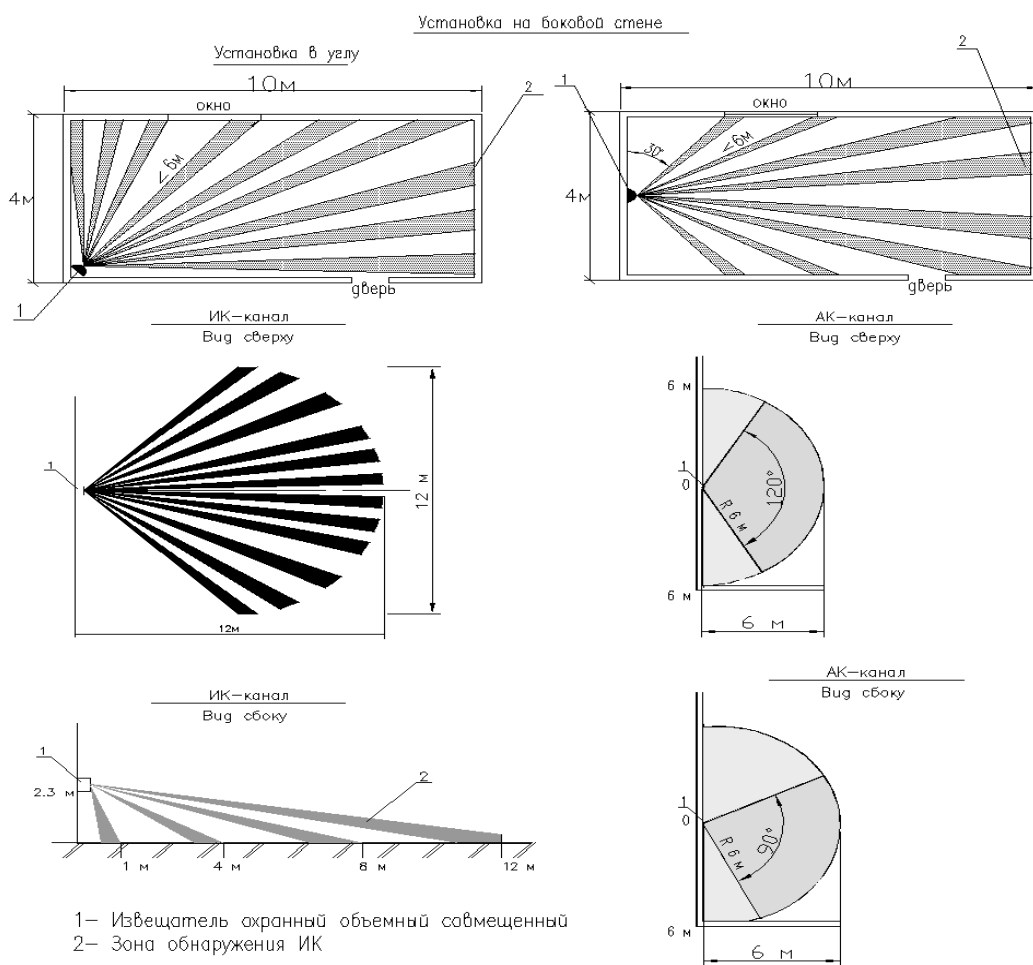 Установка на боковой стене
Установка в углу
10м
окно
2
<6м
4м
1
дверь
1
10м
окно
2
30°
<6м
4м
дверь
ИК-канал
Вид сверху
1
12 м
12м
АК-канал
Вид сверху
6 м
1
0
120°
R 6 м
6 м
6 м
ИК-канал
Вид сбоку
1
2.3 м
2
1 м
4 м
8 м
12 м
АК-канал
Вид сбоку
1
0
90°
R 6 м
6 м
6 м
1- Извещатель охранный объемный совмещенный
2- Зона обнаружения ИК